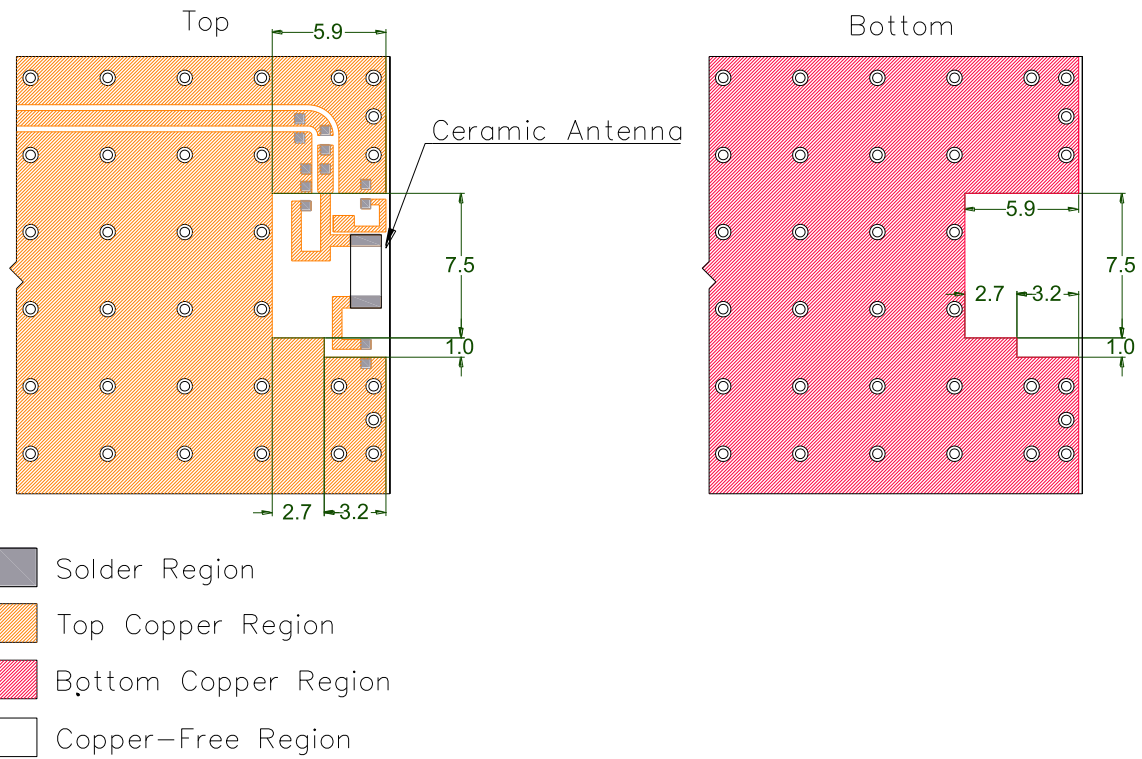 Top
Bottom
5.9
Ceramic Antenna
7.5
1.0
2.7
3.2
5.9
7.5
2.7
3.2
1.0
Solder Region
Top Copper Region
Bottom Copper Region
Copper-Free Region